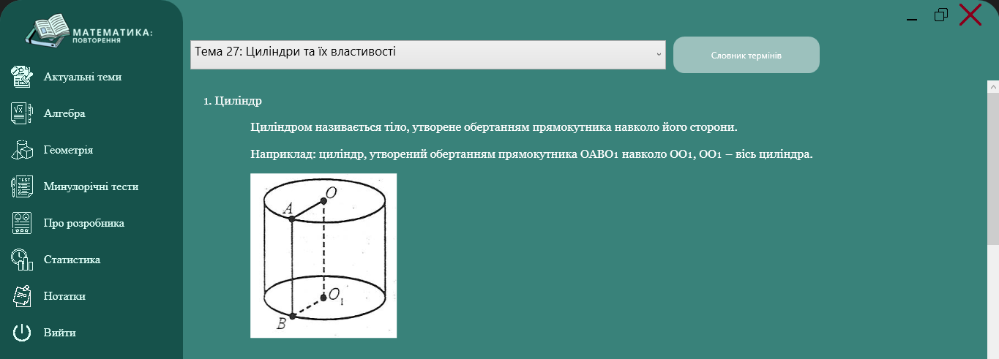 МАТЕМАТИКА:
ПОВТОРЕННЯ
Актуальні теми
Алгебра
Геометрія
Минулорічні тести
Про розробника
Статистика
Нотатки
Вийти
Тема 27: Циліндри та їх властивості
Словник термінів
1. Циліндр
Циліндром називається тіло, утворене обертанням прямокутника навколо його сторони.
Наприклад: циліндр, утворений обертанням прямокутника OABO1 навколо OO1, OO1 – вісь циліндра.
O
A
O1
B